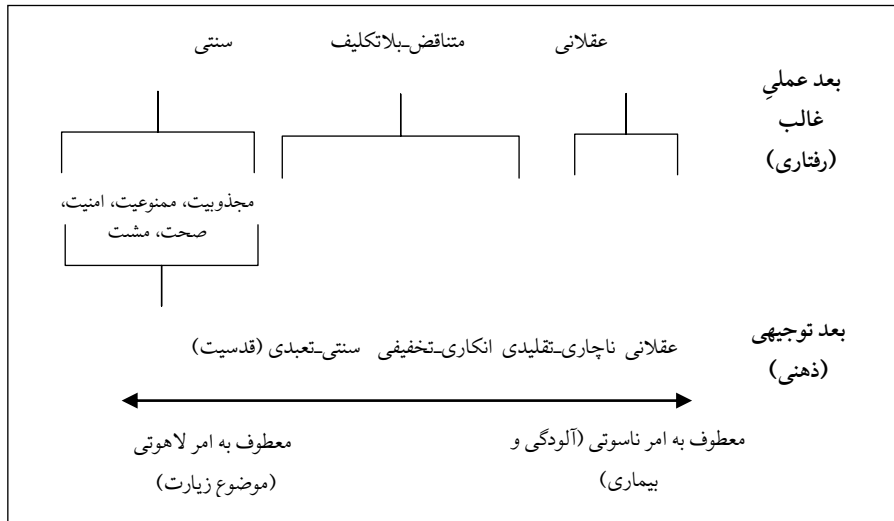 عقلانی متناقض-بلاتکلیف سنتی
بعد عملیِ
غالب
(رفتاری)
مجذوبیت، ممنوعیت، امنیت،
صحت، مشت
بعد توجیهی
(ذهنی)
عقلانی ناچاری-تقلیدی انکاری-تخفیفی سنتی-تعبدی (قدسیت)
معطوف به امر ناسوتی (آلودگی و
بیماری)
معطوف به امر لاهوتی
(موضوع زیارت)